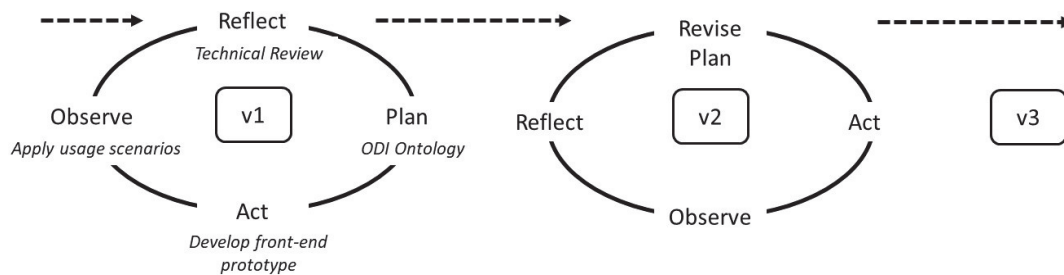 Reflect
Technical Review
Observe
Apply usage scenarios
v1
Plan
ODI Ontology
Act
Develop front-end
prototype
Revise
Plan
Reflect
v2
Act
Observe
v3